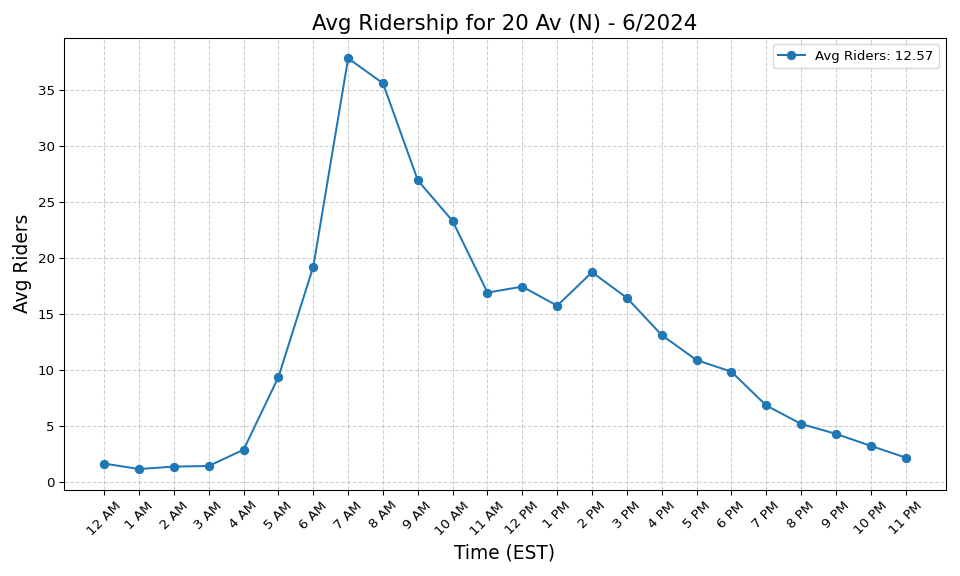 Avg Ridership for 20 Av (N) - 6/2024
Avg Riders: 12.57
Avg Riders
35
30
25
20
15
10
5
0
12 AM
1 AM
2 AM
3 AM
4 AM
5 AM
6 AM
7 AM
8 AM
9 AM
10 AM
11 AM
12 PM
1 PM
2 PM
3 PM
4 PM
5 PM
6 PM
7 PM
8 PM
9 PM
10 PM
11 PM
Time (EST)